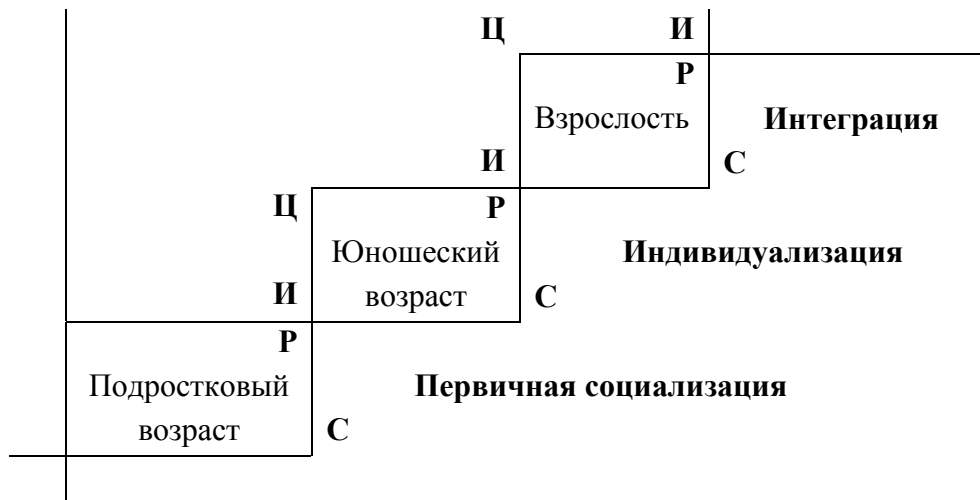 Ц И
Р
Взрослость Интеграция
И С
Ц Р
Юношеский Индивидуализация
И возраст С
Р
Подростковый Первичная социализация
возраст С